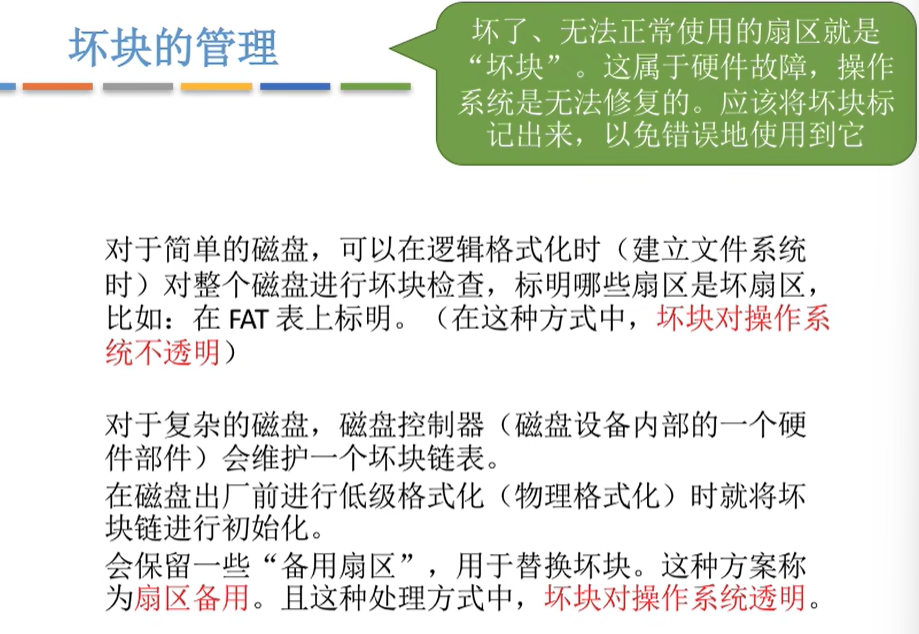 坏块的管理
坏了、无法正常使用的扇区就是
“坏块”。这属于硬件故障，操作
系统是无法修复的。应该将坏块标
记出来，以免错误地使用到它
对于简单的磁盘，可以在逻辑格式化时（建立文件系统
时）对整个磁盘进行坏块检查，标明哪些扇区是坏扇区，
比如：在 FAT 表上标明。（在这种方式中，坏块对操作系
统不透明）
对于复杂的磁盘，磁盘控制器（磁盘设备内部的一个硬
件部件）会维护一个坏块链表。
在磁盘出厂前进行低级格式化（物理格式化）时就将坏
块链进行初始化。
会保留一些“备用扇区”，用于替换坏块。这种方案称
为扇区备用。且这种处理方式中，坏块对操作系统透明。